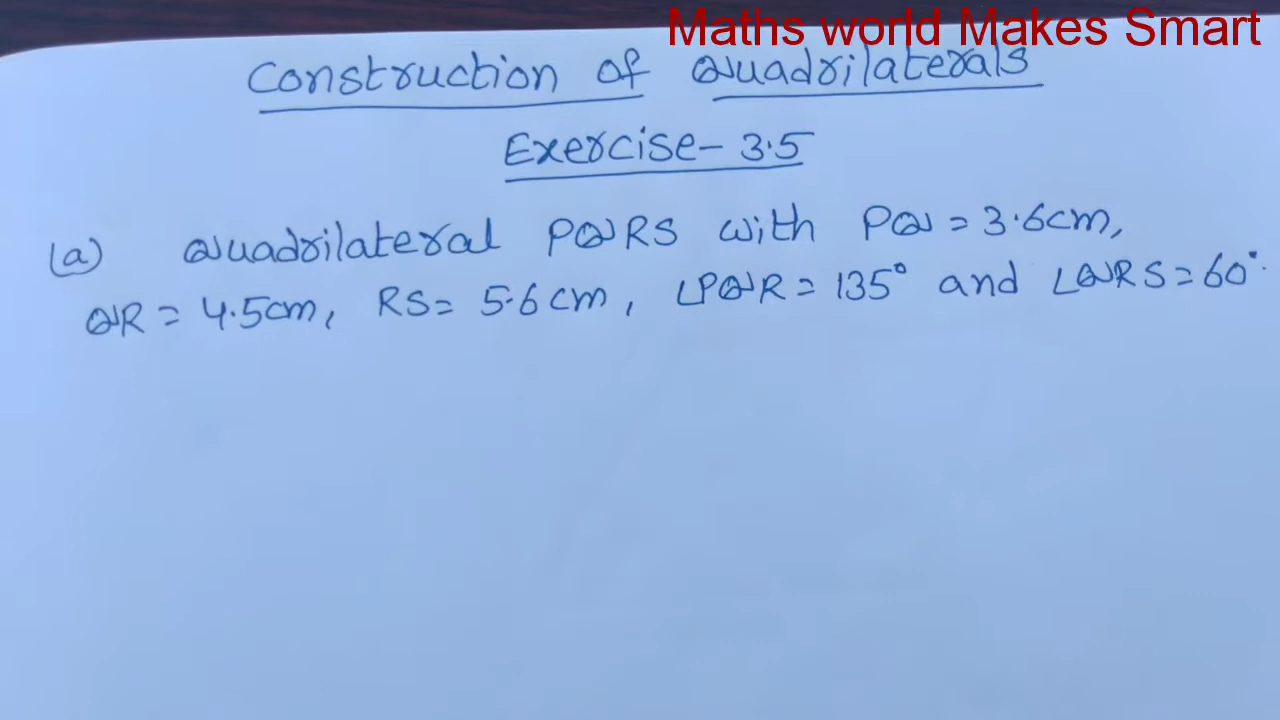 Maths world Makes Smart
Construction of Quadrilaterals
Exercise - 3.5
(a) Quadrilateral PQRS with PQ = 3.6cm,
QR = 4.5cm, RS = 5.6cm, ∠PQR = 135° and ∠QRS = 60°.